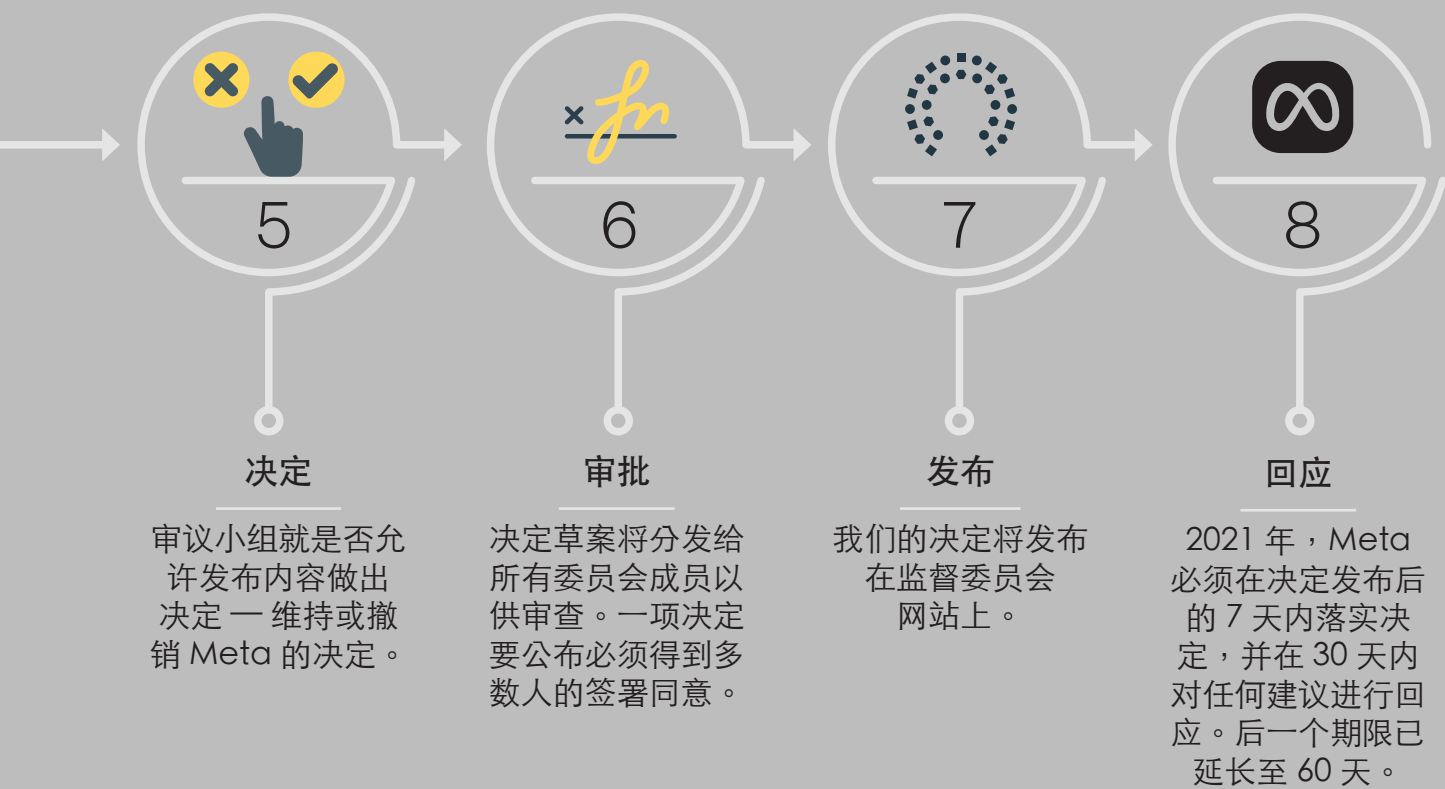 5
决定
审议小组就是否允
许发布内容做出
决定 — 维持或撤
销 Meta 的决定。
6
审批
决定草案将分发给
所有委员会成员以
供审查。一项决定
要公布必须得到多
数人的签署同意。
7
发布
我们的决定将发布
在监督委员会
网站上。
8
回应
2021 年，Meta
必须在决定发布后
的 7 天内落实决
定，并在 30 天内
对任何建议进行回
应。后一个期限已
延长至 60 天。